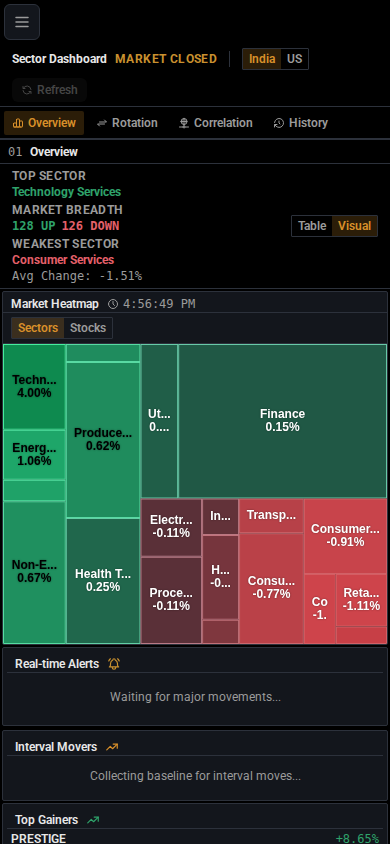 Sector Dashboard MARKET CLOSED India US
Refresh
Overview Rotation Correlation History
01 Overview
TOP SECTOR
Technology Services
MARKET BREADTH
128 UP 126 DOWN
Table Visual
WEAKEST SECTOR
Consumer Services
Avg Change: -1.51%
Market Heatmap 4:56:49 PM
Sectors Stocks
Techn...
4.00%
Energ...
1.06%
Non-E...
0.67%
Produce...
0.62%
Health T...
0.25%
Ut...
0....
Finance
0.15%
Electr...
-0.11%
Proce...
-0.11%
In...
H...
-0...
Transp...
Consu...
-0.77%
Consumer...
-0.91%
Co
-1.
Reta...
-1.11%
Real-time Alerts
Waiting for major movements...
Interval Movers
Collecting baseline for interval moves...
Top Gainers
PRESTIGE +8.65%